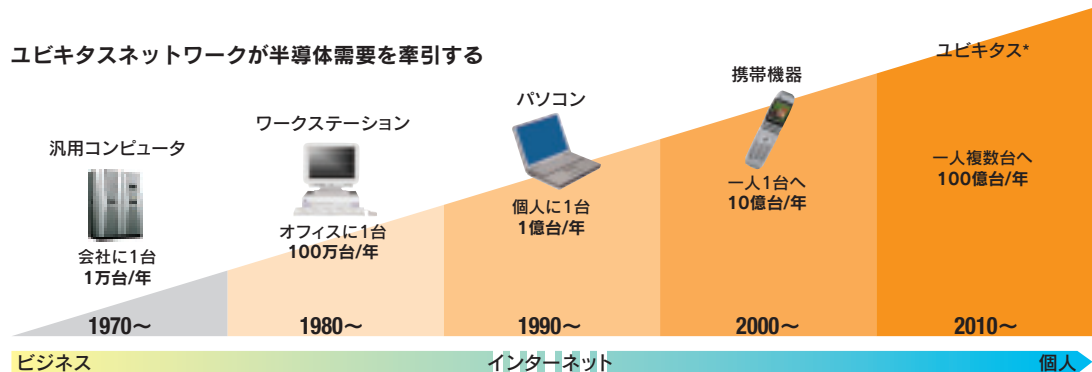 ユビキタスネットワークが半導体需要を牽引する
汎用コンピュータ
会社に1台
1万台/年
ワークステーション
オフィスに1台
100万台/年
パソコン
個人に1台
1億台/年
携帯機器
一人1台へ
10億台/年
ユビキタス*
一人複数台へ
100億台/年
1970〜
1980〜
1990〜
2000〜
2010〜
ビジネス
インターネット
個人